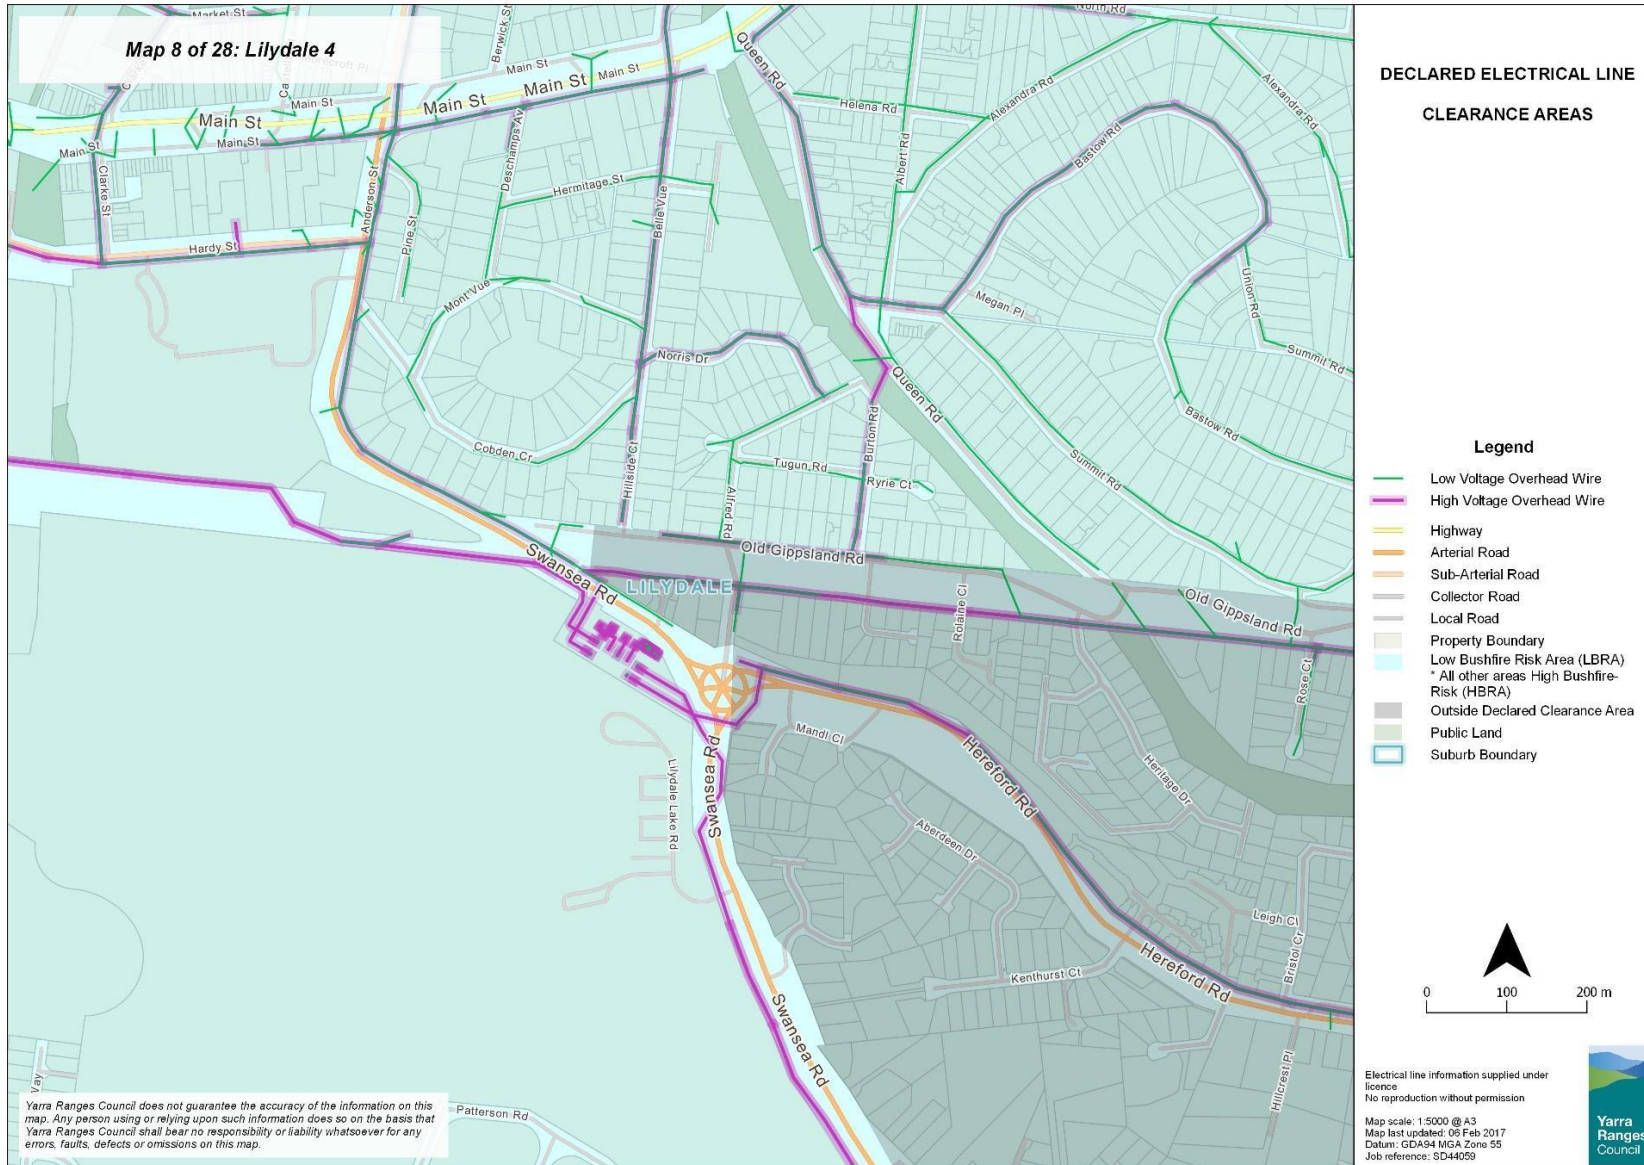 Map 8 of 28: Lilydale 4
Market St
Berwick St
North Rd
Queen Rd
Main St
Main St
Main St
Main St
Main St
Main St
Main St
Main St
Helena Rd
Alexandra Rd
Alexandra Rd
Albert Rd
Bastow Rd
Clarke St
Anderson St
Pine St
Deschamps Av
Hermitage St
Belle Vue
Hardy St
Mont Vue
Megan Pl
Union Rd
Summit Rd
Norris Dr
Queen Rd
Bastow Rd
Burton Rd
Cobden Cr
Tugun Rd
Ryrie Ct
Summit Rd
Hillside Ct
Alfred Rd
Old Gippsland Rd
Swansea Rd
LILYDALE
Rolaine Cl
Old Gippsland Rd
Rose Ct
Mandl Cl
Hereford Rd
Heritage Dr
Swansea Rd
Lilydale Lake Rd
Aberdeen Dr
Leigh Cl
Bristol Cr
Kenthurst Ct
Hereford Rd
Swansea Rd
Hillcrest Pl
Patterson Rd
Yarra Ranges Council does not guarantee the accuracy of the information on this
map. Any person using or relying upon such information does so on the basis that
Yarra Ranges Council shall bear no responsibility or liability whatsoever for any
errors, faults, defects or omissions on this map.
DECLARED ELECTRICAL LINE
CLEARANCE AREAS
Legend
Low Voltage Overhead Wire
High Voltage Overhead Wire
Highway
Arterial Road
Sub-Arterial Road
Collector Road
Local Road
Property Boundary
Low Bushfire Risk Area (LBRA)
* All other areas High Bushfire-
Risk (HBRA)
Outside Declared Clearance Area
Public Land
Suburb Boundary
0 100 200 m
Electrical line information supplied under
licence
No reproduction without permission
Map scale: 1:5000 @ A3
Map last updated: 06 Feb 2017
Datum: GDA94 MGA Zone 55
Job reference: SD44059
Yarra
Ranges
Council